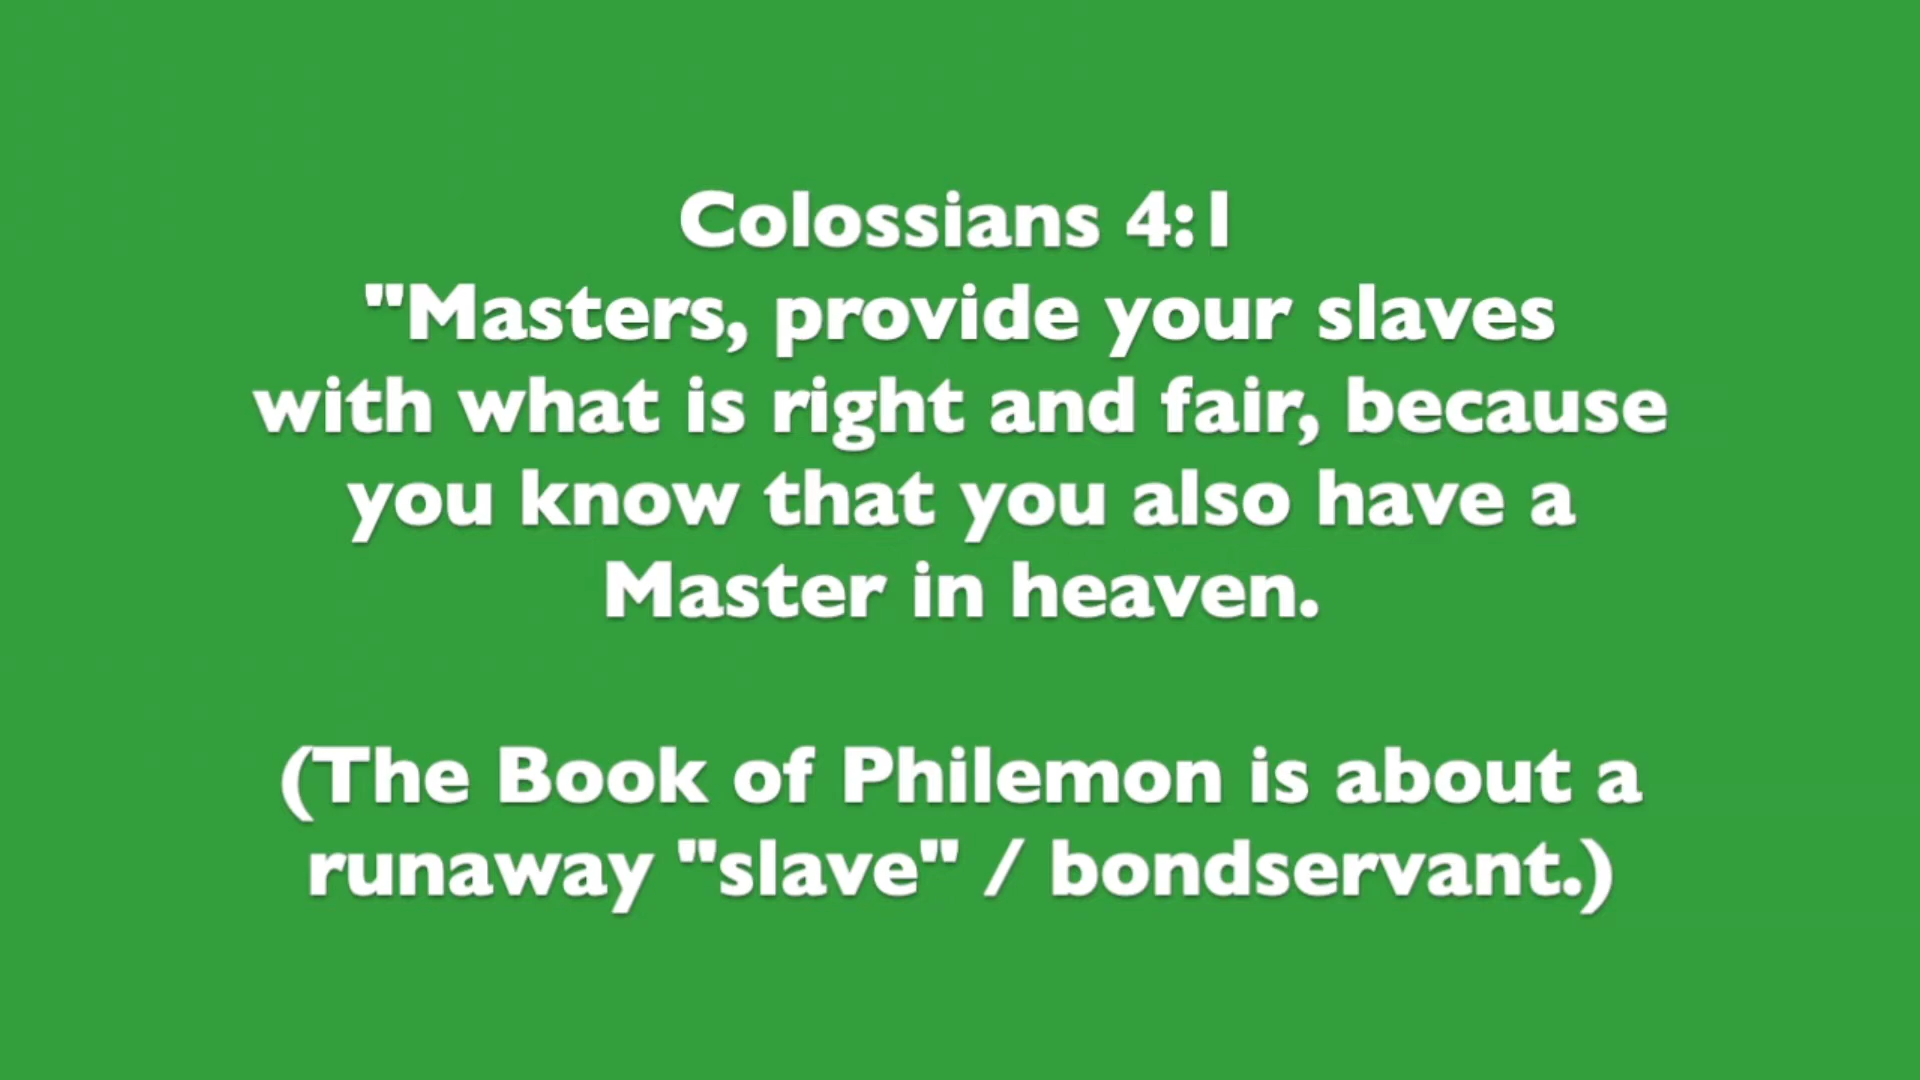 Colossians 4:1
"Masters, provide your slaves
with what is right and fair, because
you know that you also have a
Master in heaven.
(The Book of Philemon is about a
runaway "slave" / bondservant.)